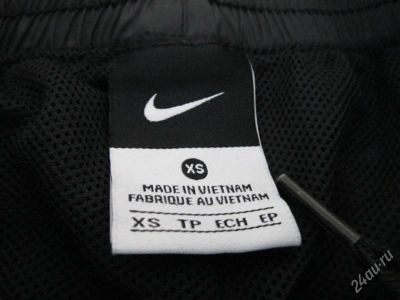 XS
MADE IN VIETNAM
FABRIQUE AU VIETNAM
XS TP ECH EP
24au.ru